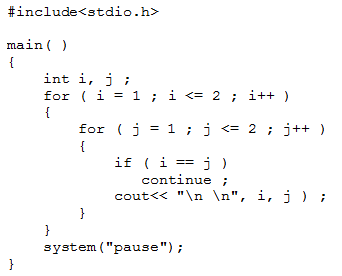 #include<stdio.h>
main( )
{
int i, j ;
for ( i = 1 ; i <= 2 ; i++ )
{
for ( j = 1 ; j <= 2 ; j++ )
{
if ( i == j )
continue ;
cout<< "\n \n", i, j ) ;
}
}
system("pause");
}